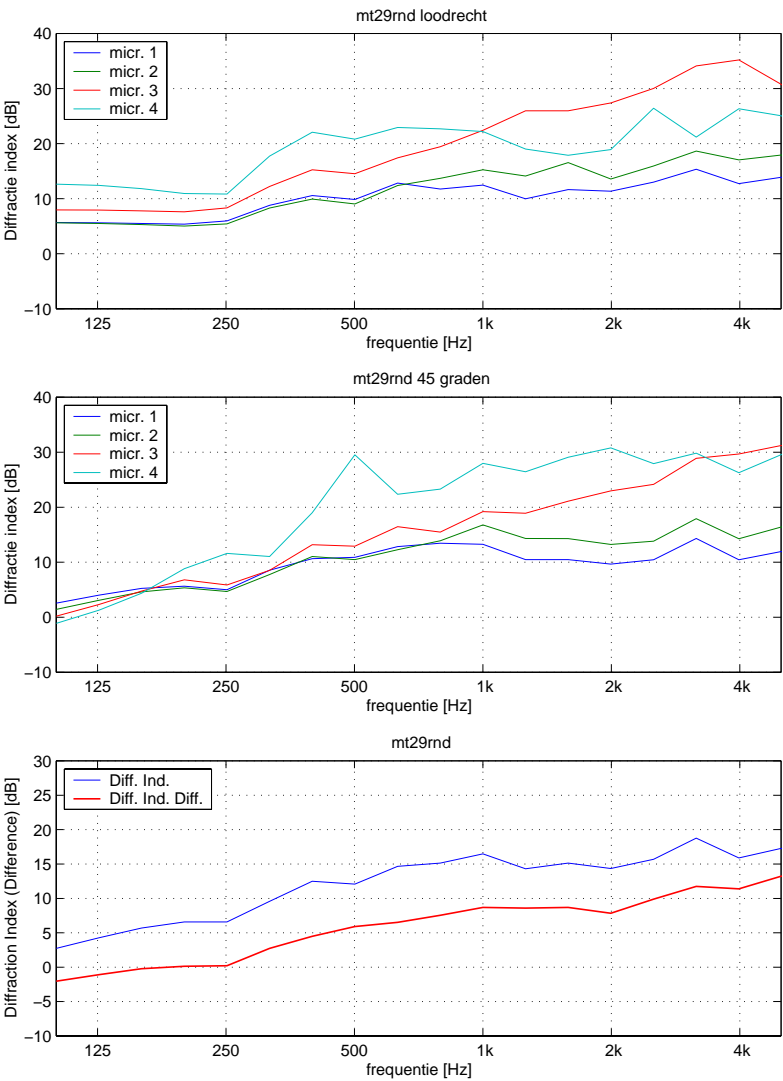 mt29rnd loodrecht
40
30
20
10
0
−10
Diffractie index [dB]
micr. 1
micr. 2
micr. 3
micr. 4
125 250 500 1k 2k 4k
frequentie [Hz]
mt29rnd 45 graden
40
30
20
10
0
−10
Diffractie index [dB]
micr. 1
micr. 2
micr. 3
micr. 4
125 250 500 1k 2k 4k
frequentie [Hz]
mt29rnd
30
25
20
15
10
5
0
−5
−10
Diffraction Index (Difference) [dB]
Diff. Ind.
Diff. Ind. Diff.
125 250 500 1k 2k 4k
frequentie [Hz]